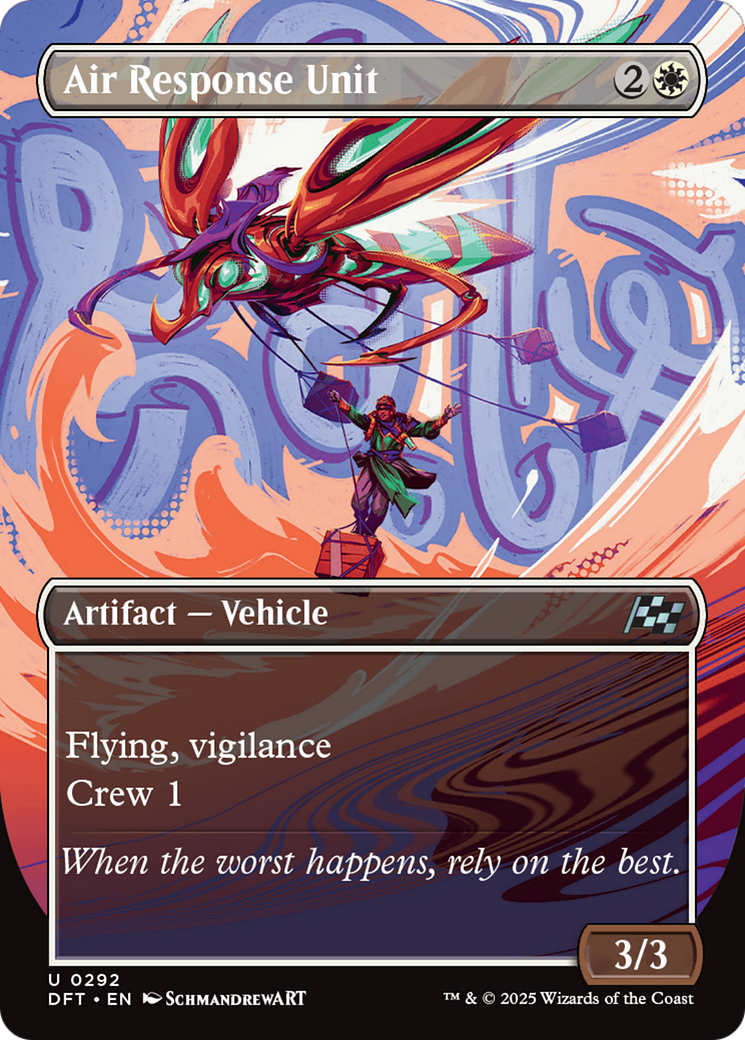 Air Response Unit 2
Artifact — Vehicle
Flying, vigilance
Crew 1
When the worst happens, rely on the best.
3/3
U 0292
DFT • EN SCHMANDREWART
™ & © 2025 Wizards of the Coast